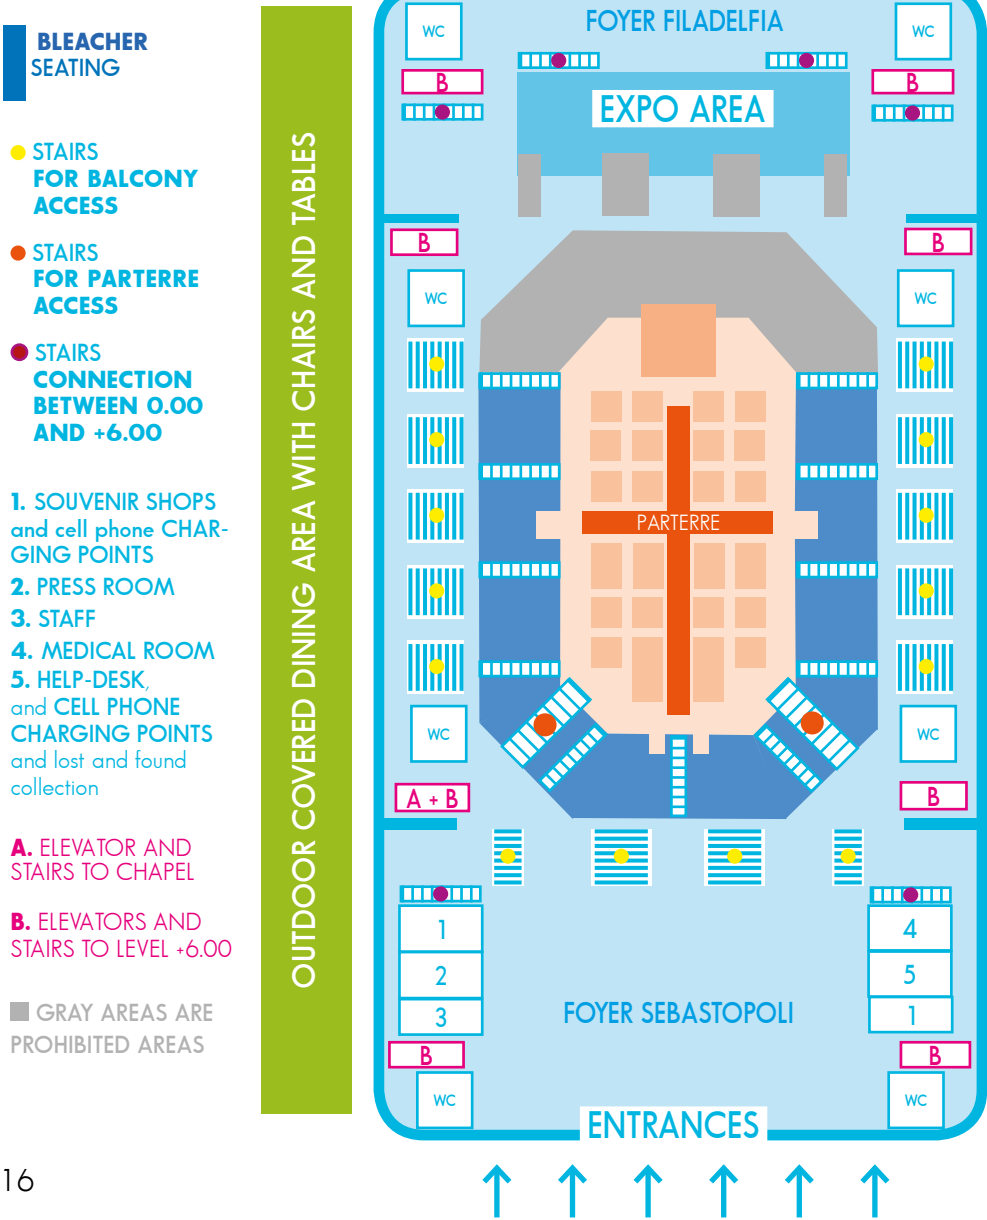 BLEACHER
SEATING
STAIRS
FOR BALCONY
ACCESS
STAIRS
FOR PARTERRE
ACCESS
STAIRS
CONNECTION
BETWEEN 0.00
AND +6.00
1. SOUVENIR SHOPS
and cell phone CHAR-
GING POINTS
2. PRESS ROOM
3. STAFF
4. MEDICAL ROOM
5. HELP-DESK,
and CELL PHONE
CHARGING POINTS
and lost and found
collection
A. ELEVATOR AND
STAIRS TO CHAPEL
B. ELEVATORS AND
STAIRS TO LEVEL +6.00
GRAY AREAS ARE
PROHIBITED AREAS
16
OUTDOOR COVERED DINING AREA WITH CHAIRS AND TABLES
FOYER FILADELFIA
WC
WC
B
B
EXPO AREA
B
B
WC
WC
PARTERRE
WC
WC
A + B
B
1
4
2
5
3
1
FOYER SEBASTOPOLI
B
B
WC
WC
ENTRANCES